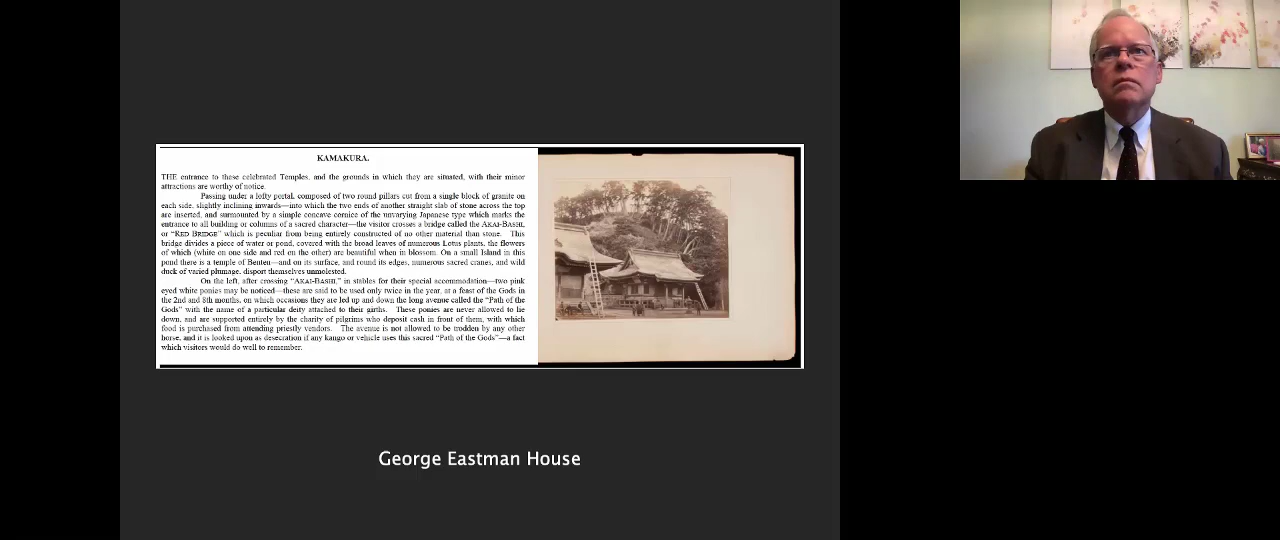 KAMAKURA.
THE entrance to these celebrated Temples, and the grounds in which they are situated, with their minor
attractions are worthy of notice.
Passing under a lofty portal, composed of two round pillars cut from a single block of granite on
each side, slightly inclining inwards—into which the two ends of another straight slab of stone across the top
are inserted, and surmounted by a simple concave cornice of the unvarying Japanese type which marks the
entrance to all building or columns of a sacred character—the visitor crosses a bridge called the AKAI-BASHI,
or "RED BRIDGE" which is peculiar from being entirely constructed of no other material than stone. This
bridge divides a piece of water or pond, covered with the broad leaves of numerous Lotus plants, the flowers
of which (white on one side and red on the other) are beautiful when in blossom. On a small Island in this
pond there is a temple of Benten—and on its surface, and round its edges, numerous sacred cranes, and wild
duck of varied plumage, disport themselves unmolested.
On the left, after crossing "AKAI-BASHI," in stables for their special accommodation—two pink
eyed white ponies may be noticed—these are said to be used only twice in the year, at a feast of the Gods in
the 2nd and 8th months, on which occasions they are led up and down the long avenue called the "Path of the
Gods" with the name of a particular deity attached to their girths. These ponies are never allowed to lie
down, and are supported entirely by the charity of pilgrims who deposit cash in front of them, with which
food is purchased from attending priestly vendors. The avenue is not allowed to be trodden by any other
horse, and it is looked upon as desecration if any kango or vehicle uses this sacred "Path of the Gods"—a fact
which visitors would do well to remember.
George Eastman House